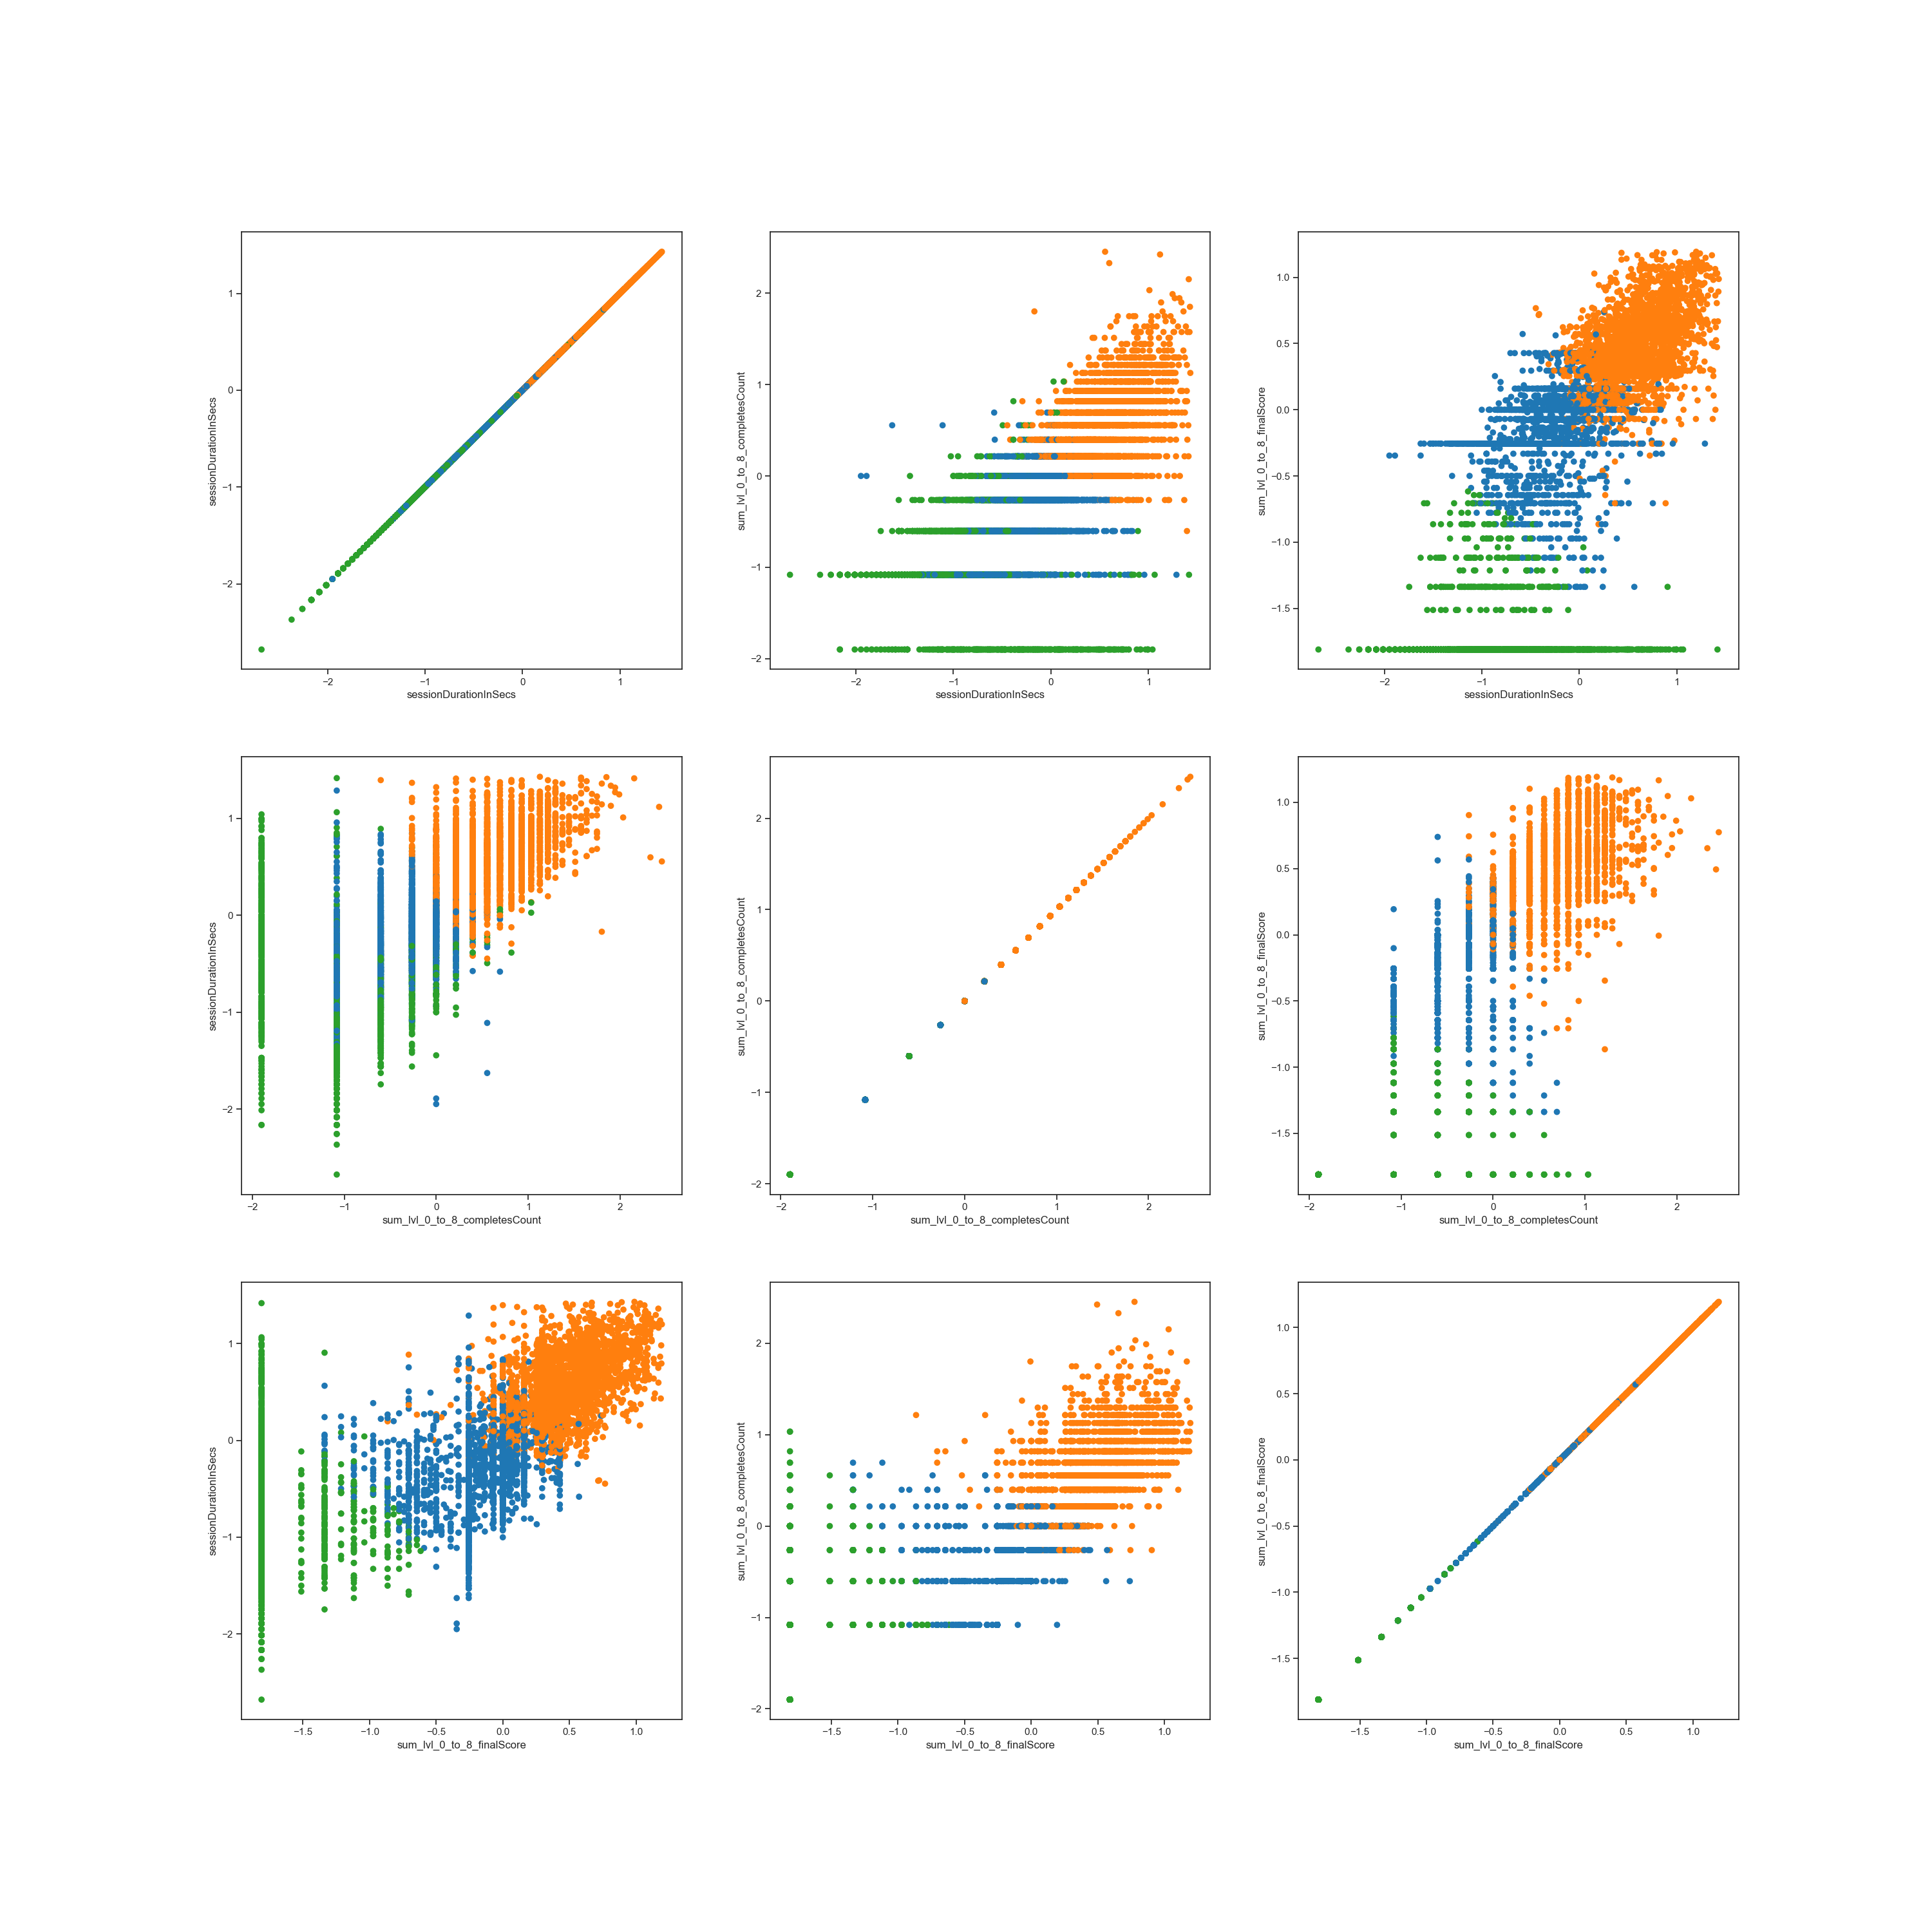 1
0
−1
−2
sessionDurationInSecs
−2 −1 0 1
sessionDurationInSecs
2
1
0
−1
−2
sum_lvl_0_to_8_completesCount
−2 −1 0 1
sessionDurationInSecs
1.0
0.5
0.0
−0.5
−1.0
−1.5
sum_lvl_0_to_8_finalScore
−2 −1 0 1
sessionDurationInSecs
1
0
−1
−2
sessionDurationInSecs
−2 −1 0 1 2
sum_lvl_0_to_8_completesCount
2
1
0
−1
−2
sum_lvl_0_to_8_completesCount
−2 −1 0 1 2
sum_lvl_0_to_8_completesCount
1.0
0.5
0.0
−0.5
−1.0
−1.5
sum_lvl_0_to_8_finalScore
−2 −1 0 1 2
sum_lvl_0_to_8_completesCount
1
0
−1
−2
sessionDurationInSecs
−1.5 −1.0 −0.5 0.0 0.5 1.0
sum_lvl_0_to_8_finalScore
2
1
0
−1
−2
sum_lvl_0_to_8_completesCount
−1.5 −1.0 −0.5 0.0 0.5 1.0
sum_lvl_0_to_8_finalScore
1.0
0.5
0.0
−0.5
−1.0
−1.5
sum_lvl_0_to_8_finalScore
−1.5 −1.0 −0.5 0.0 0.5 1.0
sum_lvl_0_to_8_finalScore